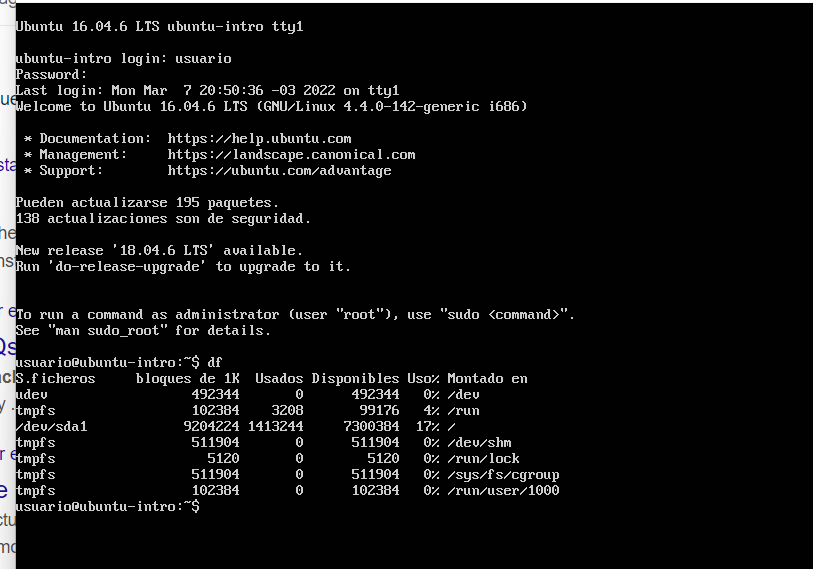 Ubuntu 16.04.6 LTS ubuntu-intro tty1
ubuntu-intro login: usuario
Password:
Last login: Mon Mar  7 20:50:36 -03 2022 on tty1
Welcome to Ubuntu 16.04.6 LTS (GNU/Linux 4.4.0-142-generic i686)
* Documentation:  https://help.ubuntu.com
* Management:     https://landscape.canonical.com
* Support:        https://ubuntu.com/advantage
Pueden actualizarse 195 paquetes.
138 actualizaciones son de seguridad.
New release '18.04.6 LTS' available.
Run 'do-release-upgrade' to upgrade to it.
To run a command as administrator (user "root"), use "sudo <command>".
See "man sudo_root" for details.
usuario@ubuntu-intro:~$ df
S.ficheros     bloques de 1K  Usados Disponibles Uso% Montado en
udev                  492344       0      492344   0% /dev
tmpfs                 102384    3208       99176   4% /run
/dev/sda1            9204224 1413244     7300384  17% /
tmpfs                 511904       0      511904   0% /dev/shm
tmpfs                   5120       0        5120   0% /run/lock
tmpfs                 511904       0      511904   0% /sys/fs/cgroup
tmpfs                 102384       0      102384   0% /run/user/1000
usuario@ubuntu-intro:~$